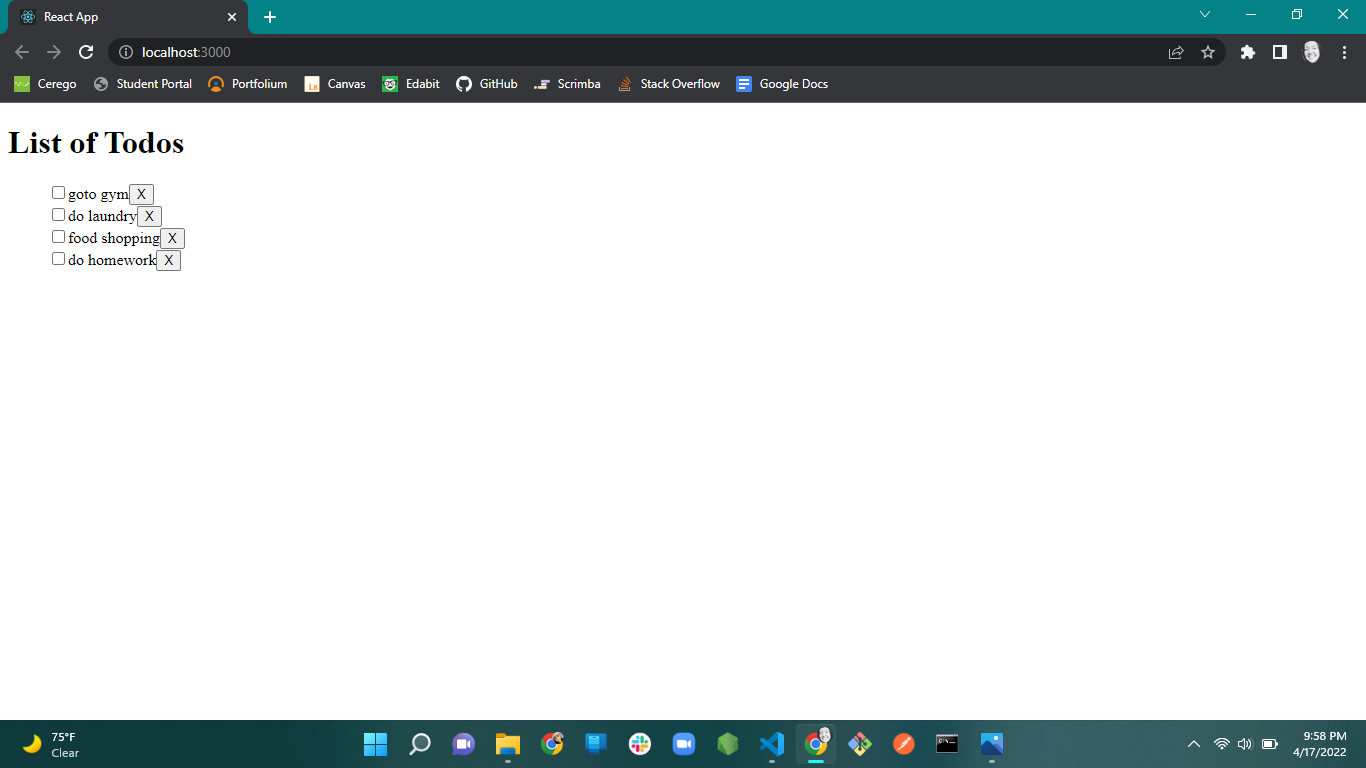 React App
localhost:3000
Cerego Student Portal Portfolium Canvas Edabit GitHub Scrimba Stack Overflow Google Docs
List of Todos
goto gym X
do laundry X
food shopping X
do homework X
75°F
Clear
9:58 PM
4/17/2022